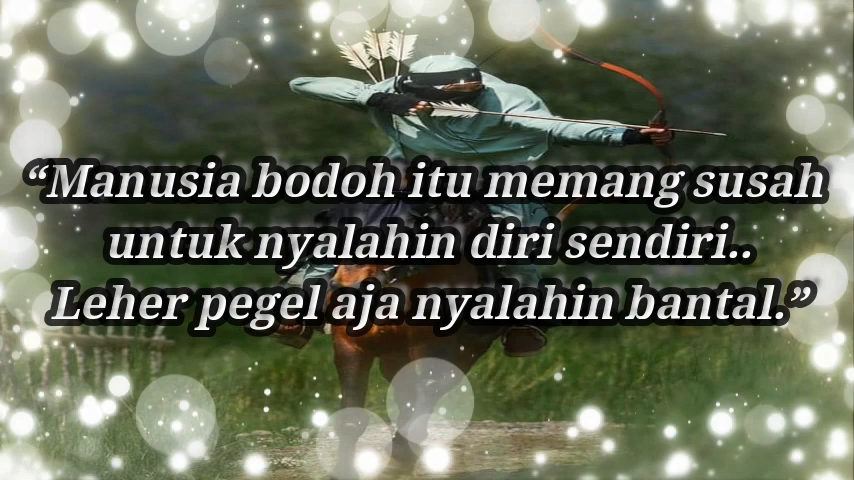 “Manusia bodoh itu memang susah
untuk nyalahin diri sendiri..
Leher pegel aja nyalahin bantal.”